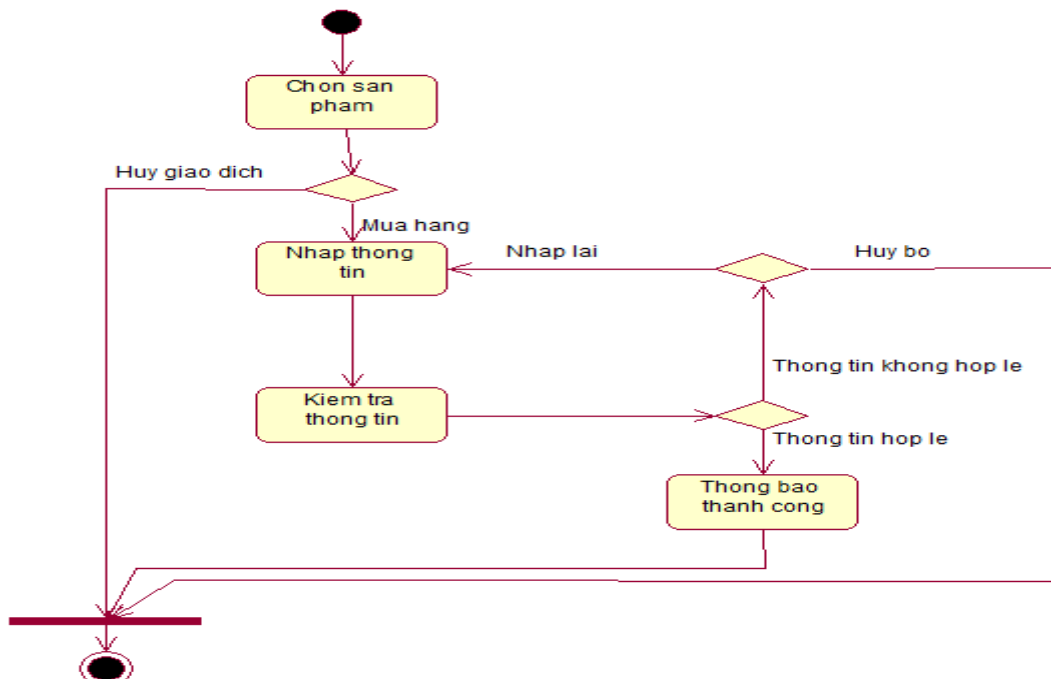 Chon san
pham
Huy giao dich
Mua hang
Nhap thong
tin
Nhap lai
Huy bo
Thong tin khong hop le
Kiem tra
thong tin
Thong tin hop le
Thong bao
thanh cong